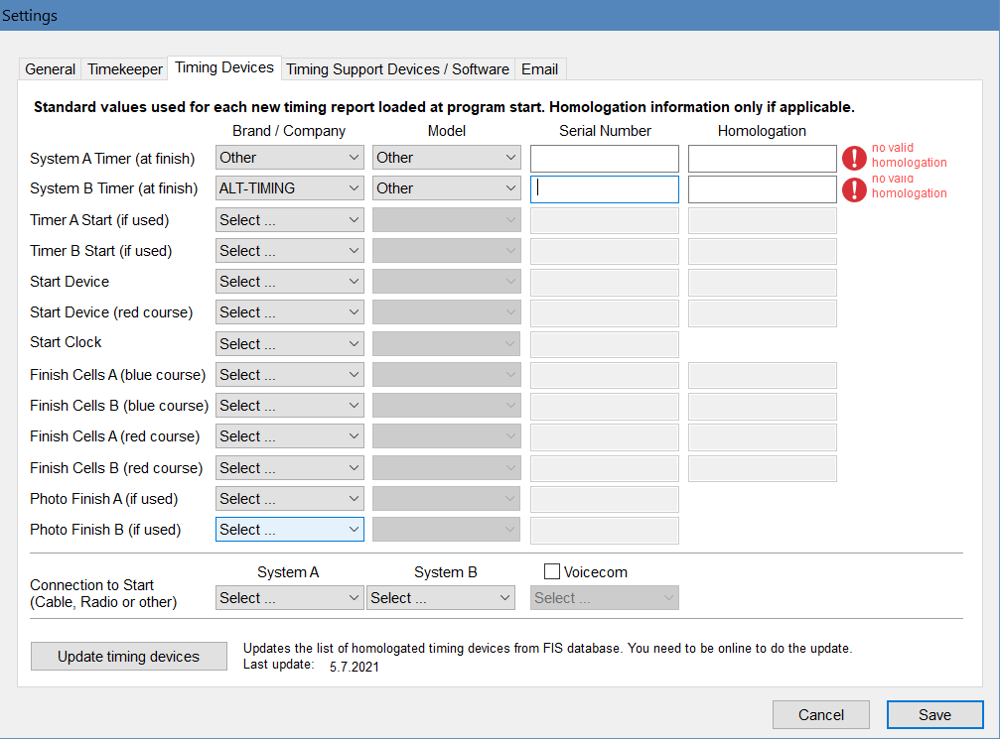 Settings
General Timekeeper Timing Devices Timing Support Devices / Software Email
Standard values used for each new timing report loaded at program start. Homologation information only if applicable.
Brand / Company Model Serial Number Homologation
System A Timer (at finish) Other Other no valid
homologation
System B Timer (at finish) ALT-TIMING Other no valid
homologation
Timer A Start (if used) Select ...
Timer B Start (if used) Select ...
Start Device Select ...
Start Device (red course) Select ...
Start Clock Select ...
Finish Cells A (blue course) Select ...
Finish Cells B (blue course) Select ...
Finish Cells A (red course) Select ...
Finish Cells B (red course) Select ...
Photo Finish A (if used) Select ...
Photo Finish B (if used) Select ...
System A System B Voicecom
Connection to Start
(Cable, Radio or other) Select ... Select ... Select ...
Update timing devices
Updates the list of homologated timing devices from FIS database. You need to be online to do the update.
Last update: 5.7.2021
Cancel Save